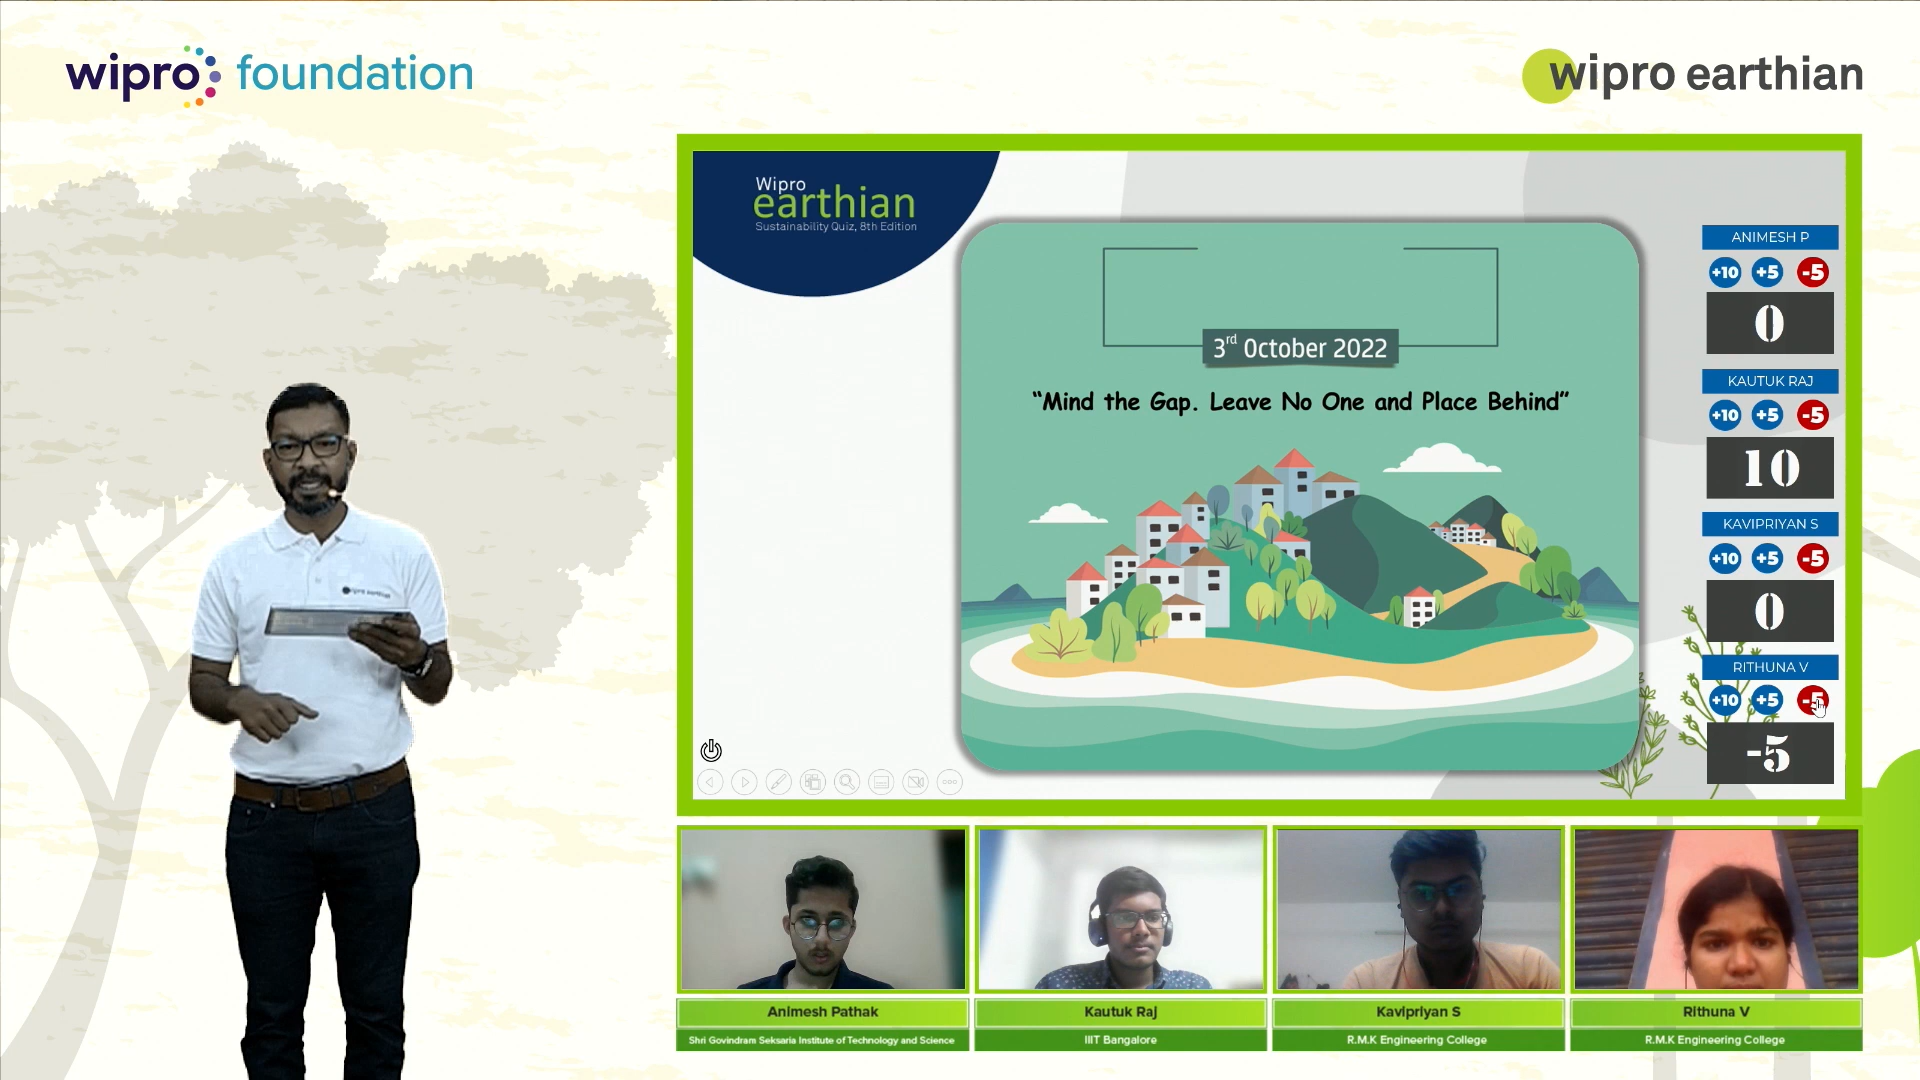 wipro foundation
wipro earthian
Wipro
earthian
Sustainability Quiz, 8th Edition
3rd October 2022
“Mind the Gap. Leave No One and Place Behind”
ANIMESH P
+10 +5 -5
0
KAUTUK RAJ
+10 +5 -5
10
KAVIPRIYAN S
+10 +5 -5
0
RITHUNA V
+10 +5 -5
-5
Animesh Pathak
Shri Govindram Seksaria Institute of Technology and Science
Kautuk Raj
IIIT Bangalore
Kavipriyan S
R.M.K Engineering College
Rithuna V
R.M.K Engineering College